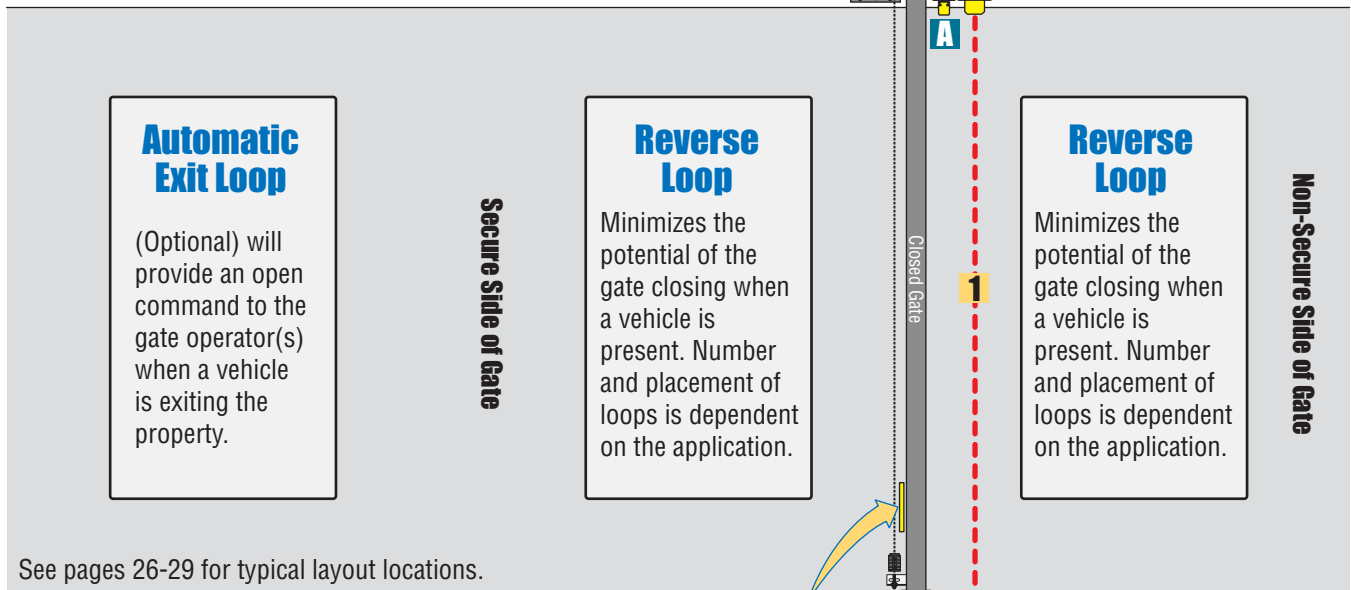 A
Automatic
Exit Loop
(Optional) will
provide an open
command to the
gate operator(s)
when a vehicle
is exiting the
property.
Secure Side of Gate
Reverse
Loop
Minimizes the
potential of the
gate closing when
a vehicle is
present. Number
and placement of
loops is dependent
on the application.
Closed Gate
1
Reverse
Loop
Minimizes the
potential of the
gate closing when
a vehicle is
present. Number
and placement of
loops is dependent
on the application.
Non-Secure Side of Gate
See pages 26-29 for typical layout locations.